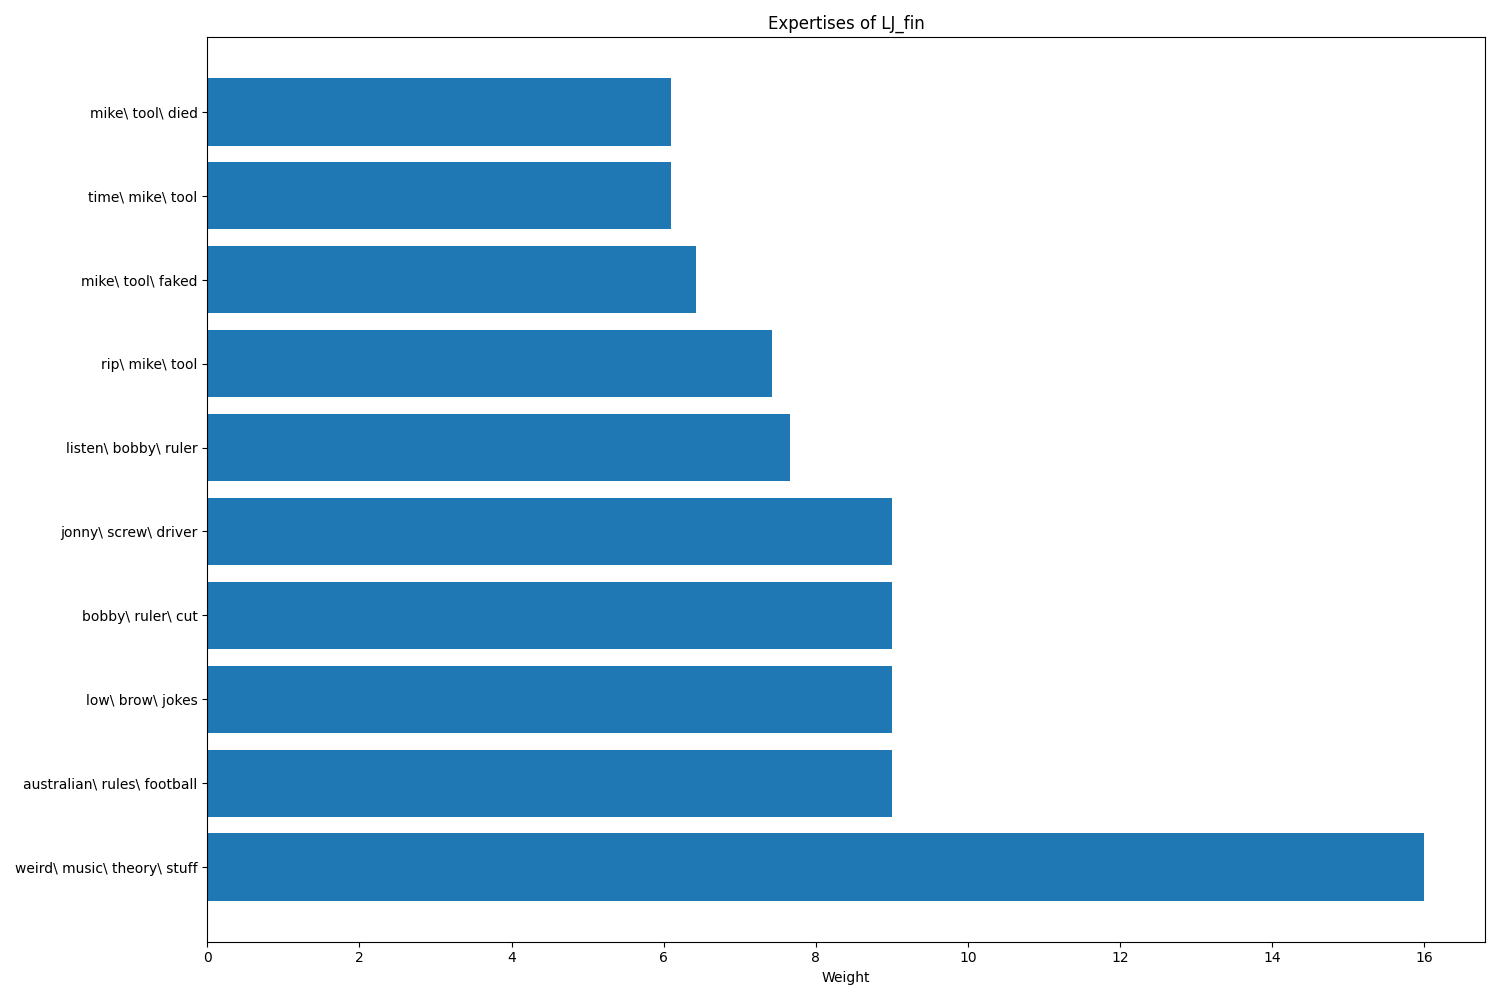 Expertises of LJ_fin
mike\ tool\ died
time\ mike\ tool
mike\ tool\ faked
rip\ mike\ tool
listen\ bobby\ ruler
jonny\ screw\ driver
bobby\ ruler\ cut
low\ brow\ jokes
australian\ rules\ football
weird\ music\ theory\ stuff
0 2 4 6 8 10 12 14 16
Weight